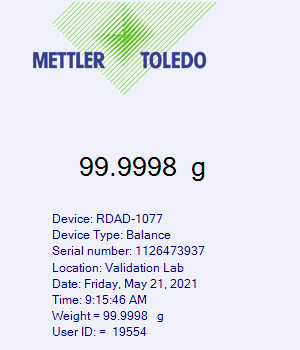 METTLER TOLEDO
99.9998 g
Device: RDAD-1077
Device Type: Balance
Serial number: 1126473937
Location: Validation Lab
Date: Friday, May 21, 2021
Time: 9:15:46 AM
Weight = 99.9998 g
User ID: = 19554